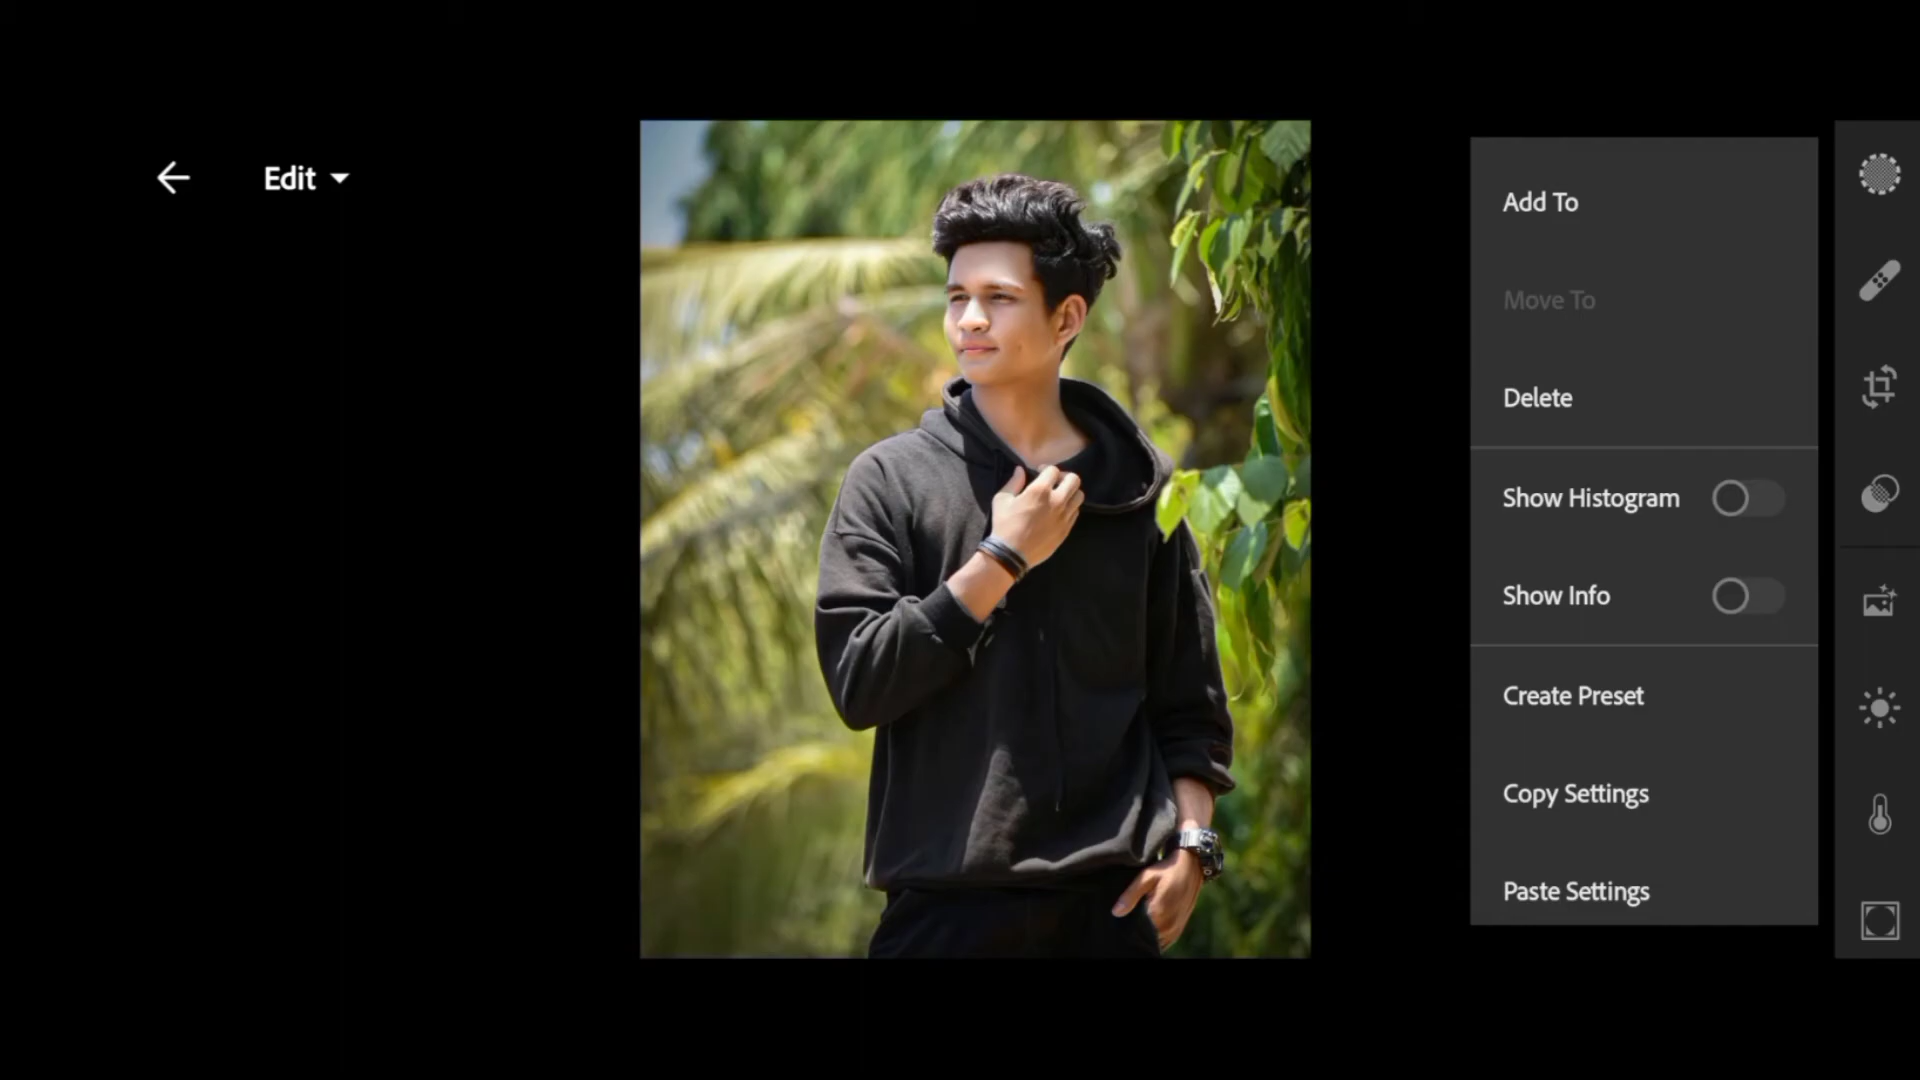 Edit
Add To
Move To
Delete
Show Histogram
Show Info
Create Preset
Copy Settings
Paste Settings